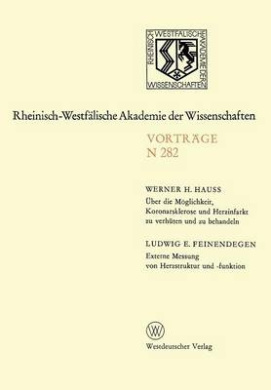 RHEINISCH-
WESTFÄLISCHE
AKADEMIE DER
WISSENSCHAFTEN
Rheinisch-Westfälische Akademie der Wissenschaften
VORTRÄGE
N 282
WERNER H. HAUSS
Über die Möglichkeit,
Koronarsklerose und Herzinfarkt
zu verhüten und zu behandeln
LUDWIG E. FEINENDEGEN
Externe Messung
von Herzstruktur und -funktion
Westdeutscher Verlag